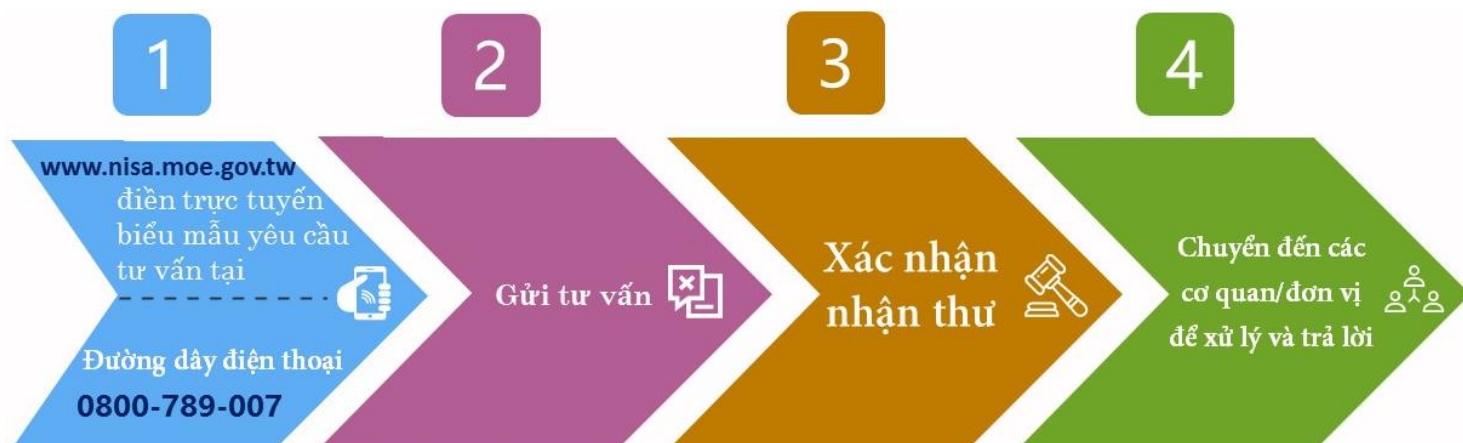 1
www.nisa.moe.gov.tw
điền trực tuyến
biểu mẫu yêu cầu
tư vấn tại
Đường dây điện thoại
0800-789-007
2
Gửi tư vấn
3
Xác nhận
nhận thư
4
Chuyển đến các
cơ quan/đơn vị
để xử lý và trả lời